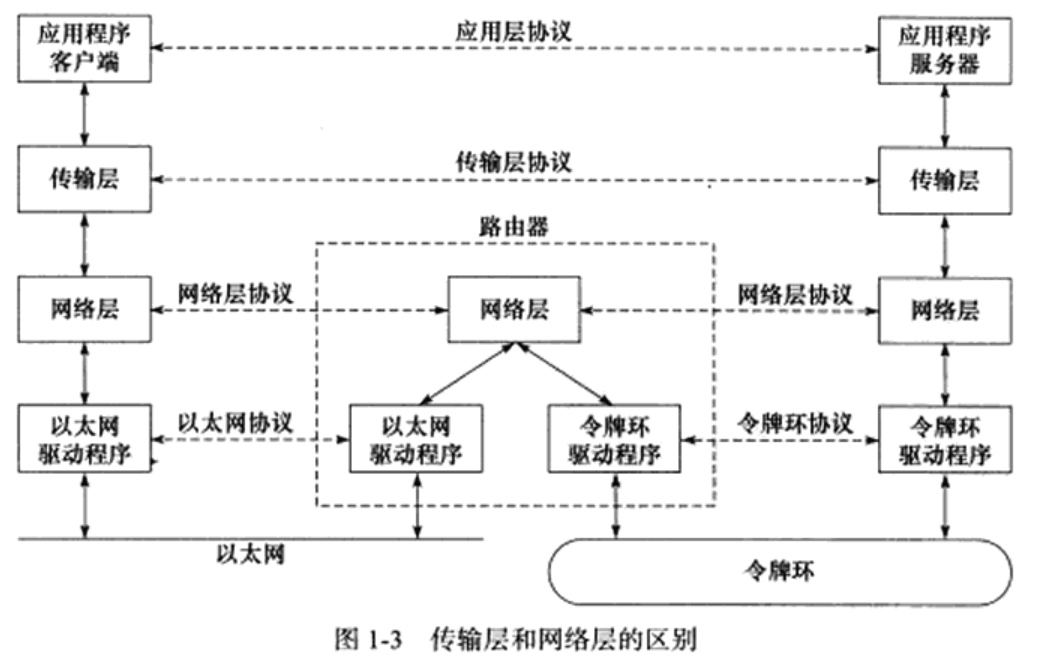 应用程序
客户端
应用层协议
应用程序
服务器
传输层
传输层协议
传输层
路由器
网络层
网络层协议
网络层
网络层协议
网络层
以太网
驱动程序
以太网协议
以太网
驱动程序
令牌环
驱动程序
令牌环协议
令牌环
驱动程序
以太网
令牌环
图 1-3 传输层和网络层的区别